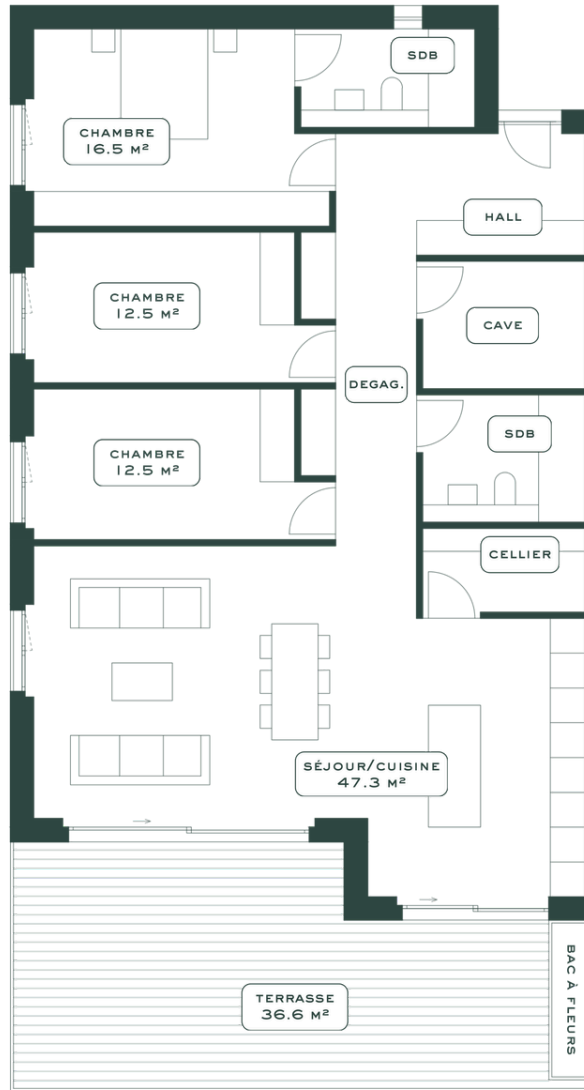 SDB
CHAMBRE
16.5 M²
HALL
CHAMBRE
12.5 M²
CAVE
DEGAG.
SDB
CHAMBRE
12.5 M²
CELLIER
SÉJOUR/CUISINE
47.3 M²
TERRASSE
36.6 M²
BAC À FLEURS